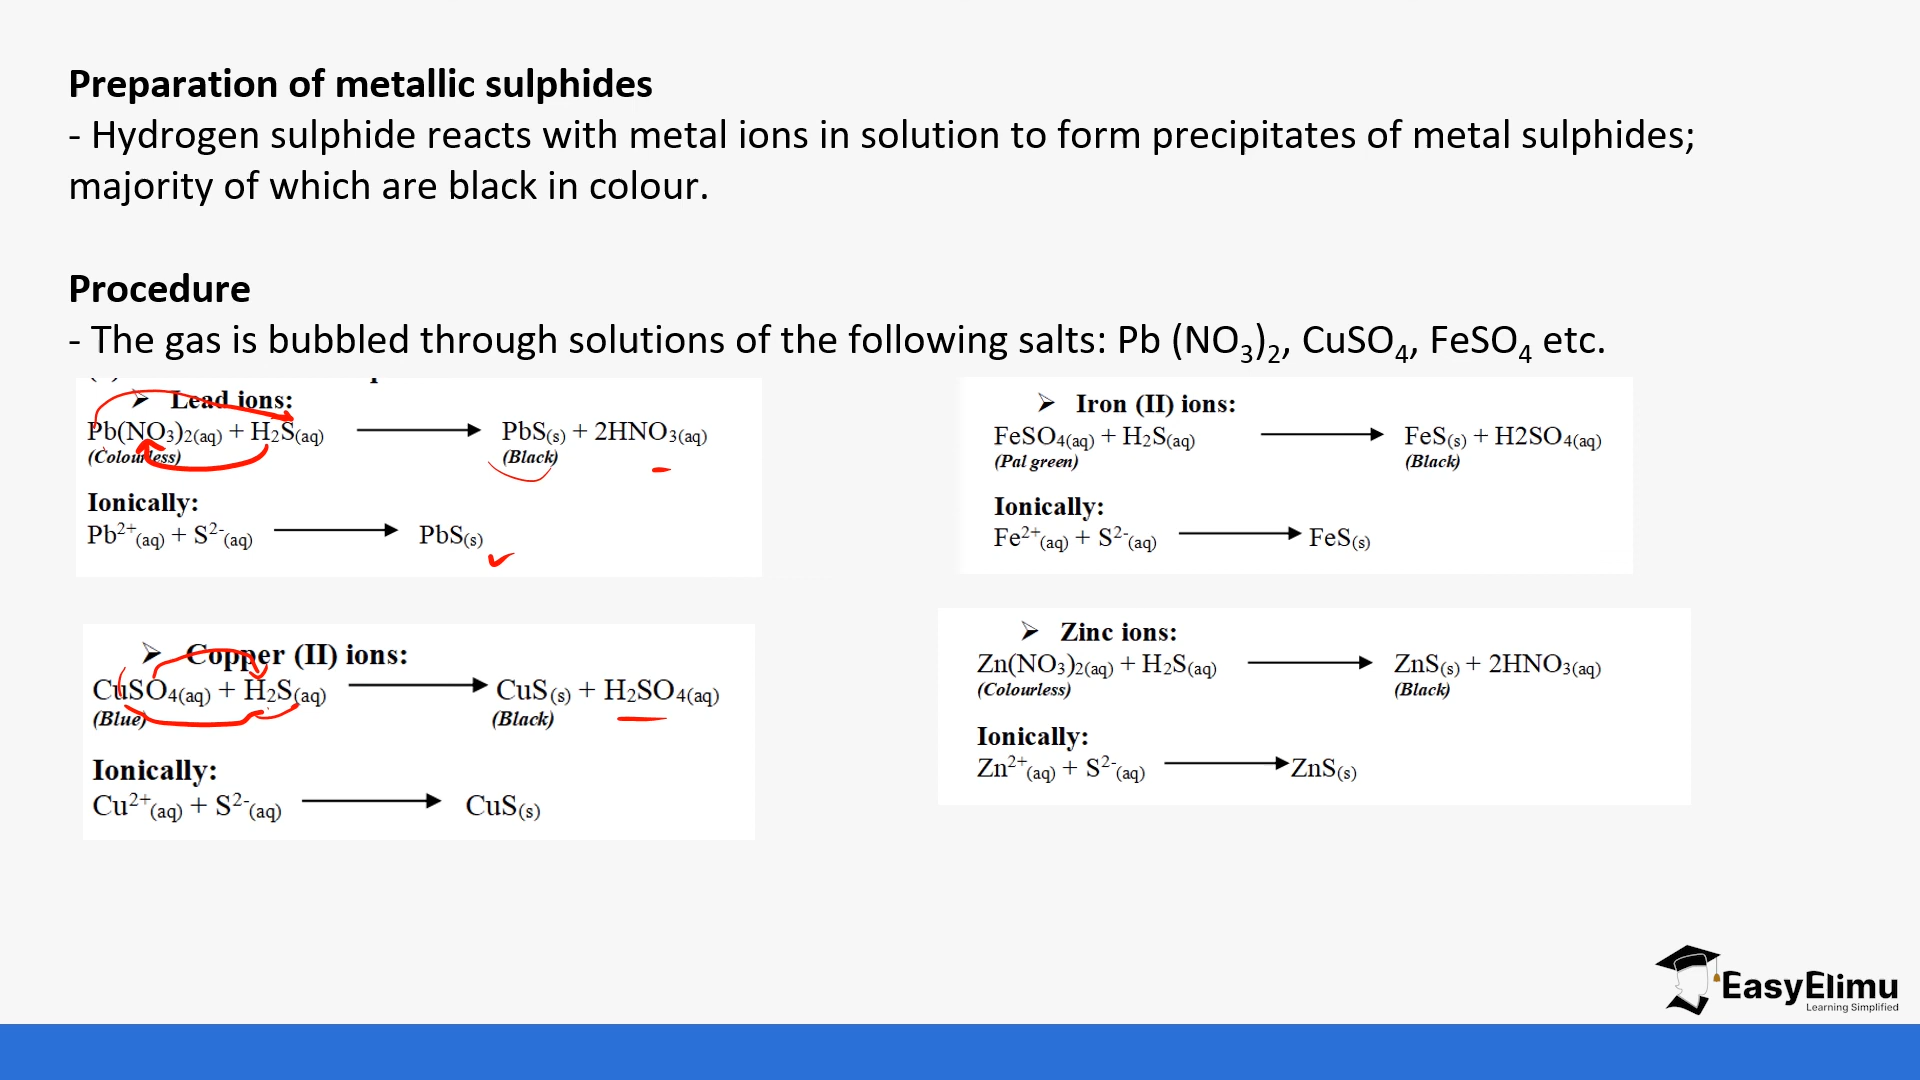 Preparation of metallic sulphides
- Hydrogen sulphide reacts with metal ions in solution to form precipitates of metal sulphides;
majority of which are black in colour.
Procedure
- The gas is bubbled through solutions of the following salts: Pb (NO₃)₂, CuSO₄, FeSO₄ etc.
➢ Lead ions:
Pb(NO₃)₂(aq) + H₂S(aq) ⟶ PbS(s) + 2HNO₃(aq)
(Colourless) (Black)
Ionically:
Pb²⁺(aq) + S²⁻(aq) ⟶ PbS(s)
➢ Copper (II) ions:
CuSO₄(aq) + H₂S(aq) ⟶ CuS(s) + H₂SO₄(aq)
(Blue) (Black)
Ionically:
Cu²⁺(aq) + S²⁻(aq) ⟶ CuS(s)
➢ Iron (II) ions:
FeSO₄(aq) + H₂S(aq) ⟶ FeS(s) + H2SO₄(aq)
(Pal green) (Black)
Ionically:
Fe²⁺(aq) + S²⁻(aq) ⟶ FeS(s)
➢ Zinc ions:
Zn(NO₃)₂(aq) + H₂S(aq) ⟶ ZnS(s) + 2HNO₃(aq)
(Colourless) (Black)
Ionically:
Zn²⁺(aq) + S²⁻(aq) ⟶ ZnS(s)
EasyElimu
Learning Simplified